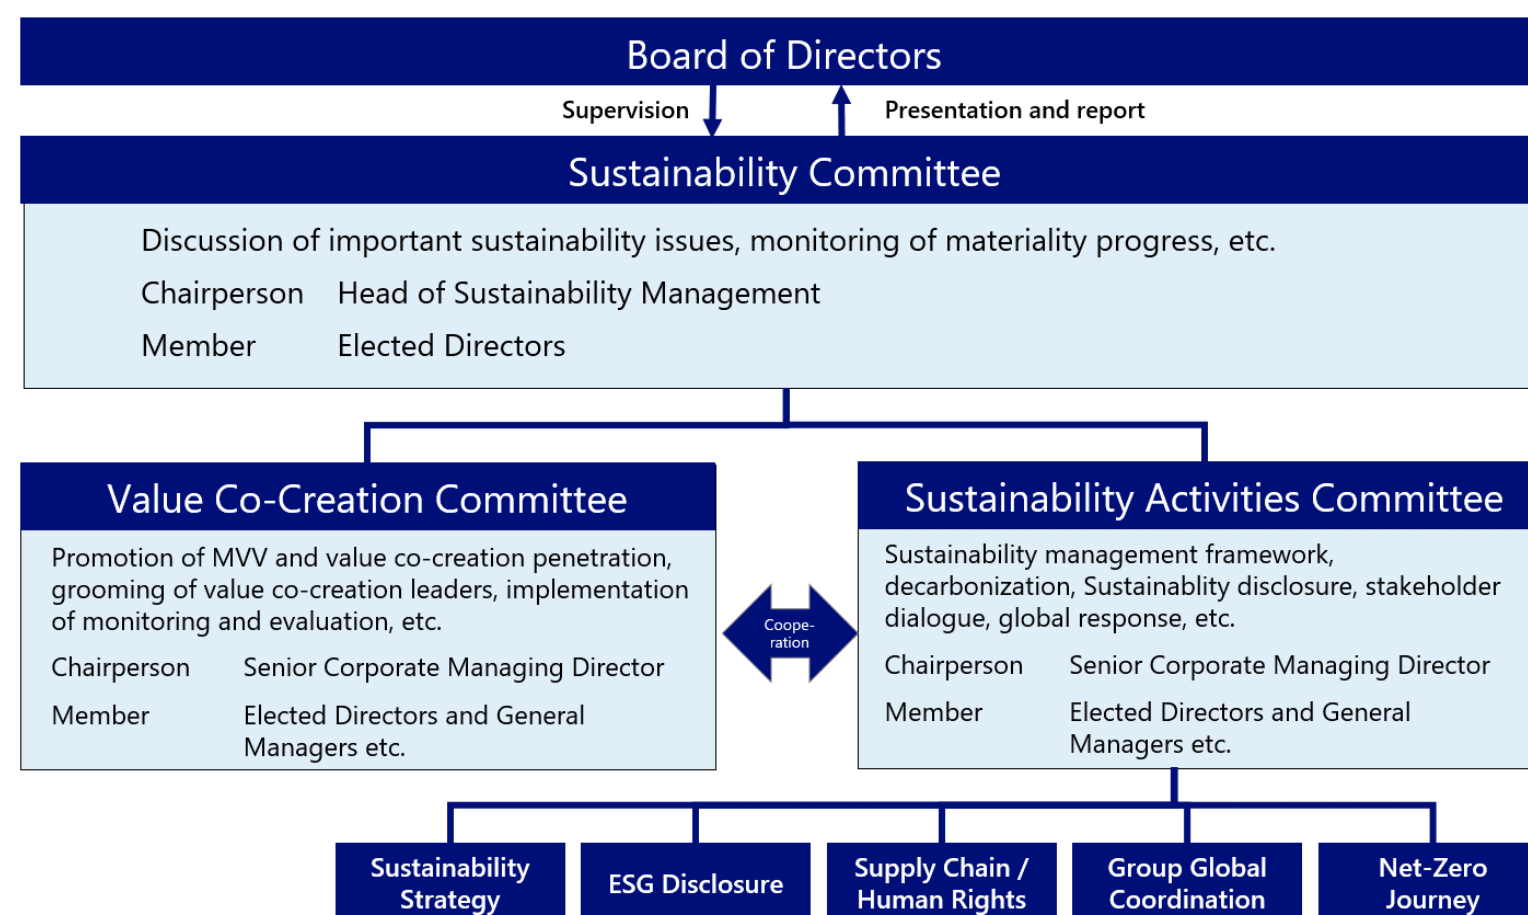 Board of Directors
Supervision
Presentation and report
Sustainability Committee
Discussion of important sustainability issues, monitoring of materiality progress, etc.
Chairperson Head of Sustainability Management
Member Elected Directors
Value Co-Creation Committee
Promotion of MVV and value co-creation penetration,
grooming of value co-creation leaders, implementation
of monitoring and evaluation, etc.
Chairperson Senior Corporate Managing Director
Member Elected Directors and General
Managers etc.
Coope-
ration
Sustainability Activities Committee
Sustainability management framework,
decarbonization, Sustainablity disclosure, stakeholder
dialogue, global response, etc.
Chairperson Senior Corporate Managing Director
Member Elected Directors and General
Managers etc.
Sustainability
Strategy
ESG Disclosure
Supply Chain /
Human Rights
Group Global
Coordination
Net-Zero
Journey